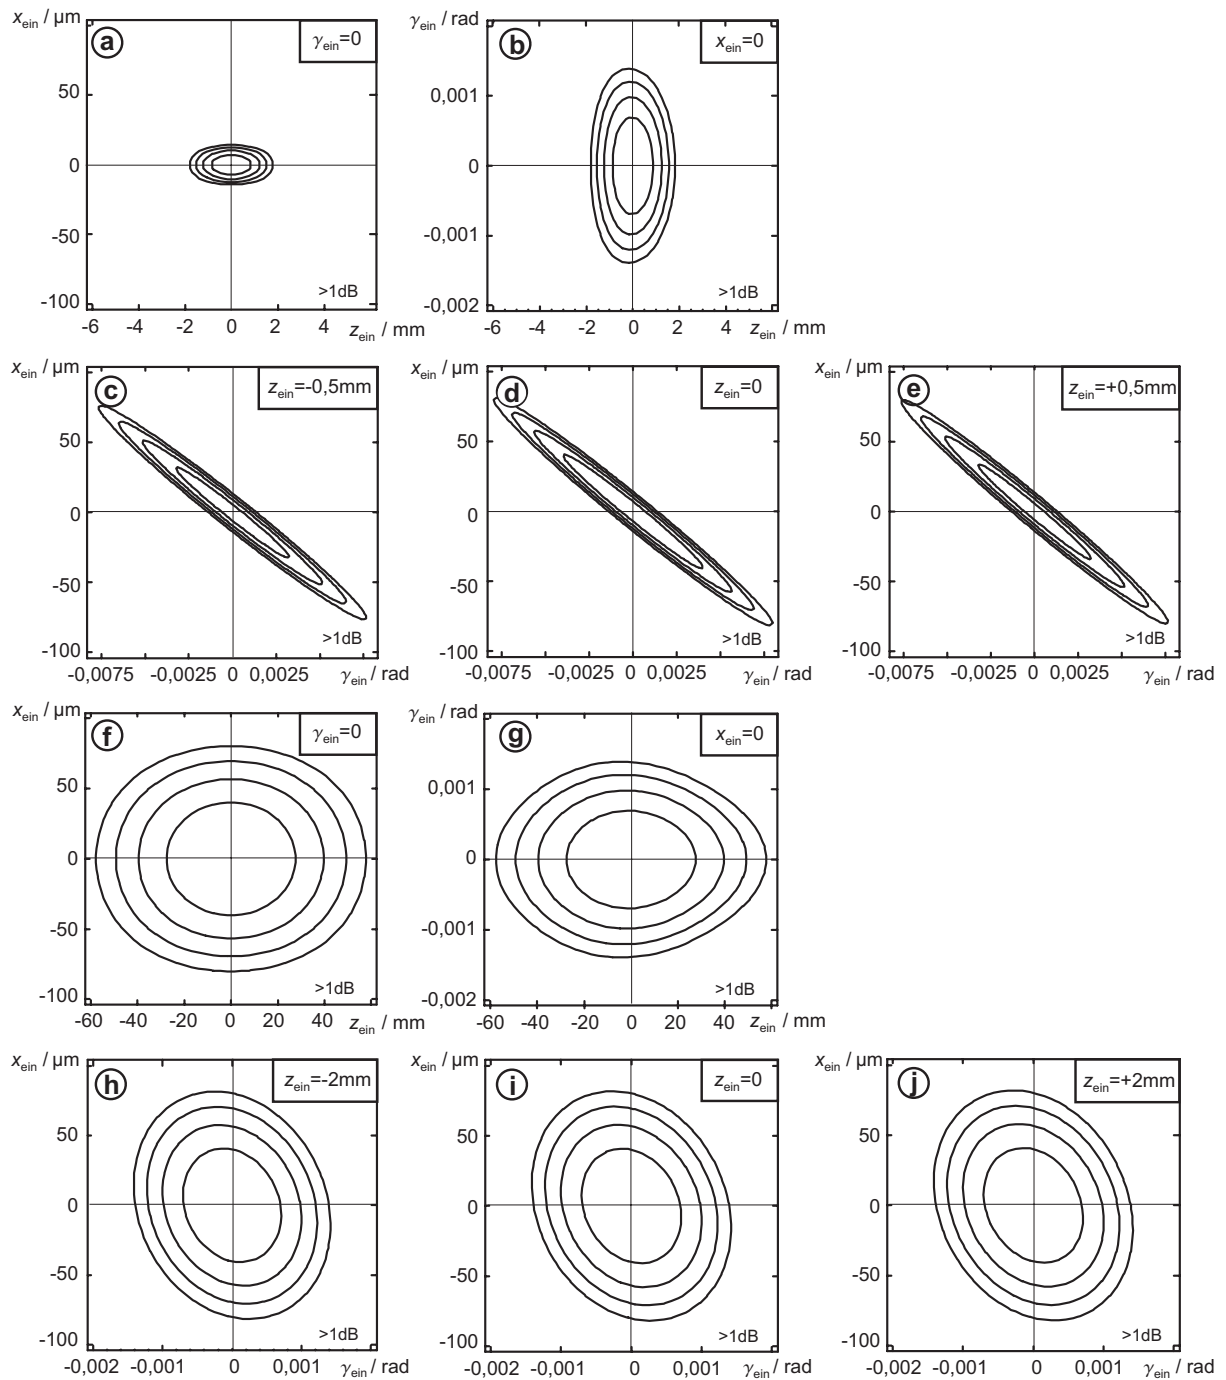 x_ein / µm
a
γ_ein=0
50
0
-50
-100
>1dB
-6 -4 -2 0 2 4 z_ein / mm
γ_ein / rad
b
x_ein=0
0,001
0
-0,001
-0,002
>1dB
-6 -4 -2 0 2 z_ein / mm
x_ein / µm
c
z_ein=-0,5mm
50
0
-50
-100
>1dB
-0,0075 -0,0025 0 0,0025 γ_ein / rad
x_ein / µm
d
z_ein=0
50
0
-50
-100
>1dB
-0,0075 -0,0025 0 0,0025 γ_ein / rad
x_ein / µm
e
z_ein=+0,5mm
50
0
-50
-100
>1dB
-0,0075 -0,0025 0 0,0025 γ_ein / rad
x_ein / µm
f
γ_ein=0
50
0
-50
-100
>1dB
-60 -40 -20 0 20 40 z_ein / mm
γ_ein / rad
g
x_ein=0
0,001
0
-0,001
-0,002
>1dB
-60 -40 -20 0 20 z_ein / mm
x_ein / µm
h
z_ein=-2mm
50
0
-50
-100
>1dB
-0,002 -0,001 0 0,001 γ_ein / rad
x_ein / µm
i
z_ein=0
50
0
-50
-100
>1dB
-0,002 -0,001 0 0,001 γ_ein / rad
x_ein / µm
j
z_ein=+2mm
50
0
-50
-100
>1dB
-0,002 -0,001 0 0,001 γ_ein / rad